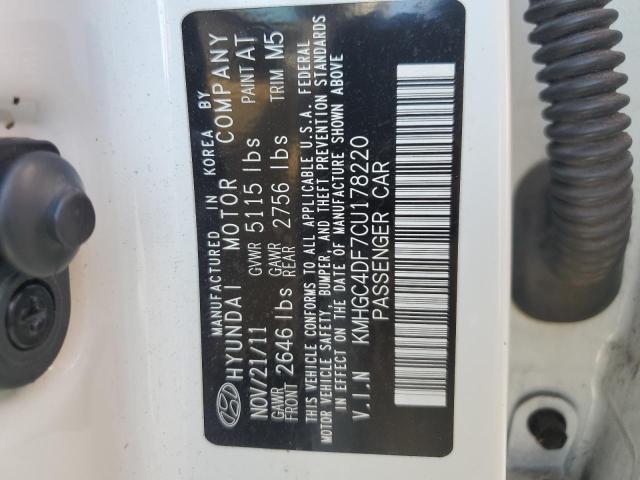 MANUFACTURED IN KOREA BY
HYUNDAI MOTOR COMPANY
NOV/21/11 GVWR 5115 lbs PAINT AT
GAWR FRONT 2646 lbs GAWR REAR 2756 lbs TRIM M5
THIS VEHICLE CONFORMS TO ALL APPLICABLE U.S.A. FEDERAL
MOTOR VEHICLE SAFETY, BUMPER, AND THEFT PREVENTION STANDARDS
IN EFFECT ON THE DATE OF MANUFACTURE SHOWN ABOVE
V.I.N KMHGC4DF7CU178220
PASSENGER CAR